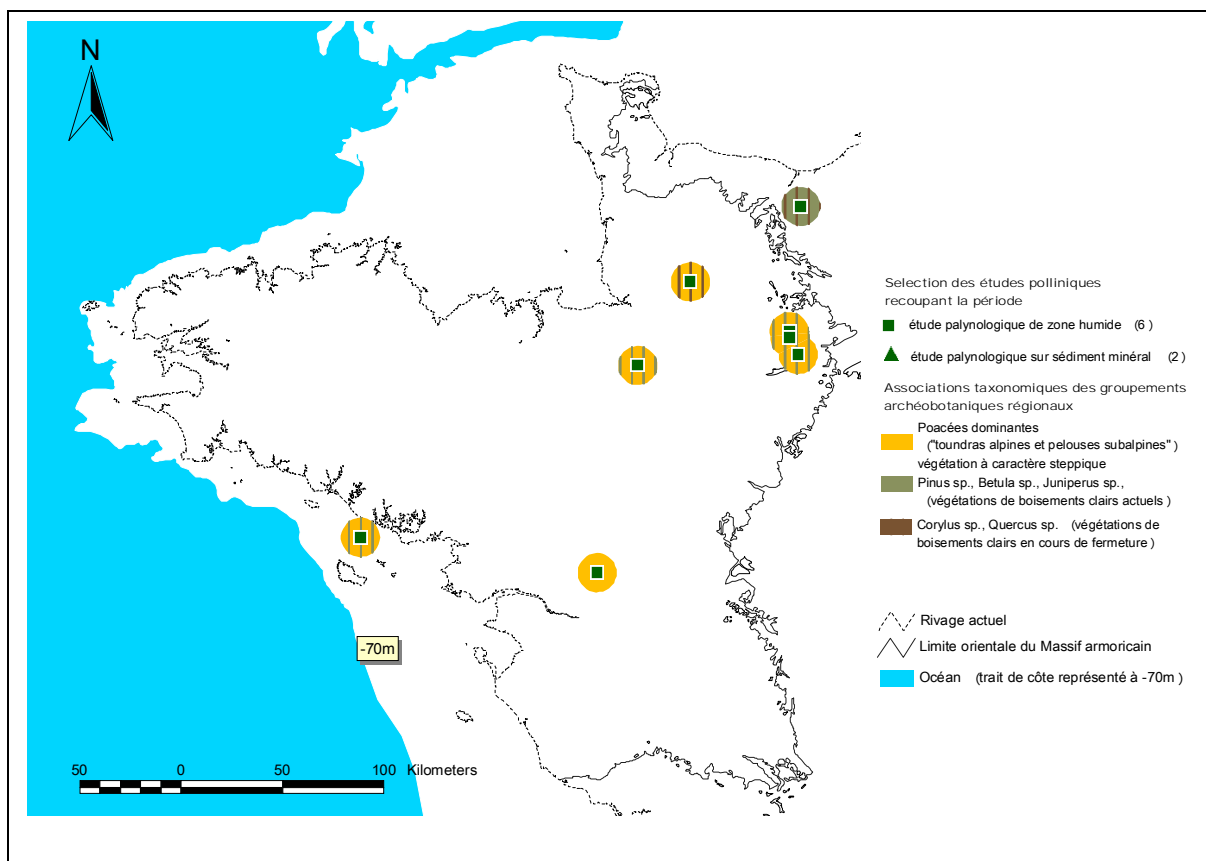 N
Selection des études polliniques
recoupant la période
étude palynologique de zone humide (6 )
étude palynologique sur sédiment minéral (2 )
Associations taxonomiques des groupements
archéobotaniques régionaux
Poacées dominantes
("toundras alpines et pelouses subalpines" )
végétation à caractère steppique
Pinus sp., Betula sp., Juniperus sp.,
(végétations de boisements clairs actuels )
Corylus sp., Quercus sp. (végétations de
boisements clairs en cours de fermeture )
Rivage actuel
Limite orientale du Massif armoricain
Océan (trait de côte représenté à -70m )
-70m
50 0 50 100 Kilometers